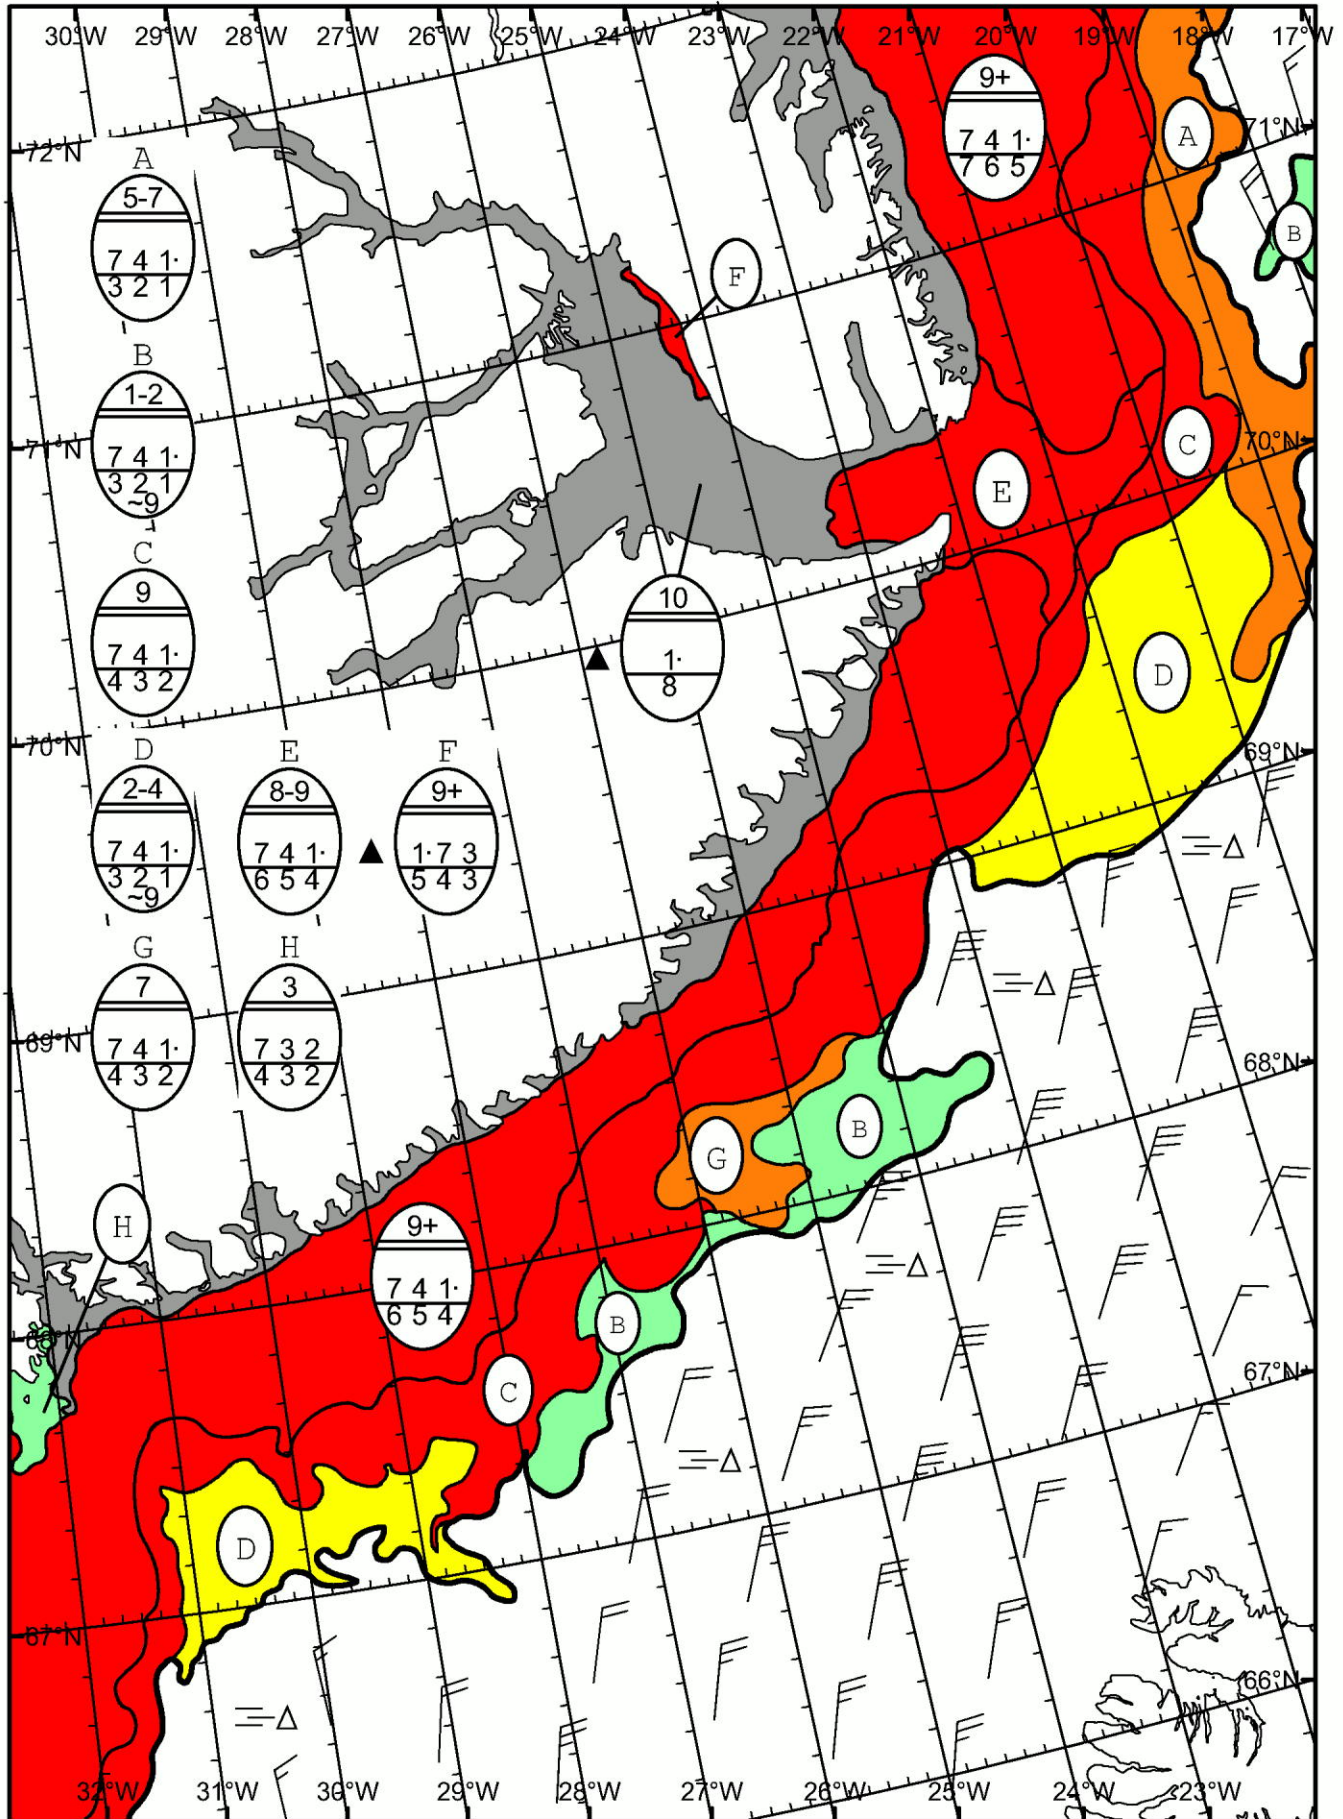 30°W 29°W 28°W 27°W 26°W 25°W 24°W 23°W 22°W 21°W 20°W 19°W 18°W 17°W
9+
7 4 1·
7 6 5
A
71°N
72°N
A
5-7
7 4 1·
3 2 1
B
F
B
1-2
7 4 1·
3 2 1
~9
71°N
C
70°N
E
C
9
7 4 1·
4 3 2
10
1·
8
D
70°N
69°N
D
2-4
7 4 1·
3 2 1
~9
E
8-9
7 4 1·
6 5 4
F
9+
1·7 3
5 4 3
G
7
7 4 1·
4 3 2
H
3
7 3 2
4 3 2
69°N
68°N
B
G
H
9+
7 4 1·
6 5 4
B
68°N
67°N
C
D
67°N
66°N
32°W 31°W 30°W 29°W 28°W 27°W 26°W 25°W 24°W 23°W